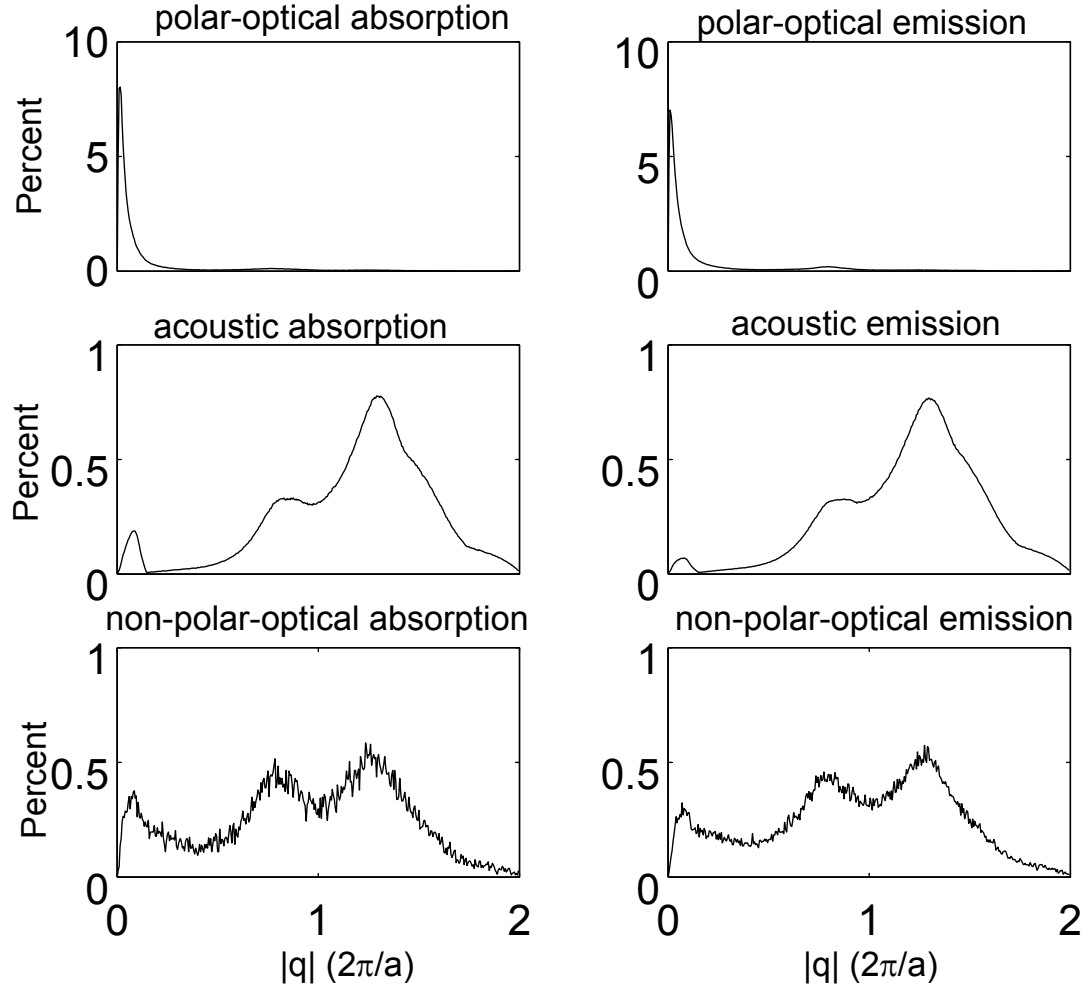 polar-optical absorption
polar-optical emission
10
5
0
Percent
10
5
0
acoustic absorption
acoustic emission
1
0.5
0
Percent
1
0.5
0
non-polar-optical absorption
non-polar-optical emission
1
0.5
0
Percent
1
0.5
0
0 1 2
0 1 2
|q| (2π/a)
|q| (2π/a)